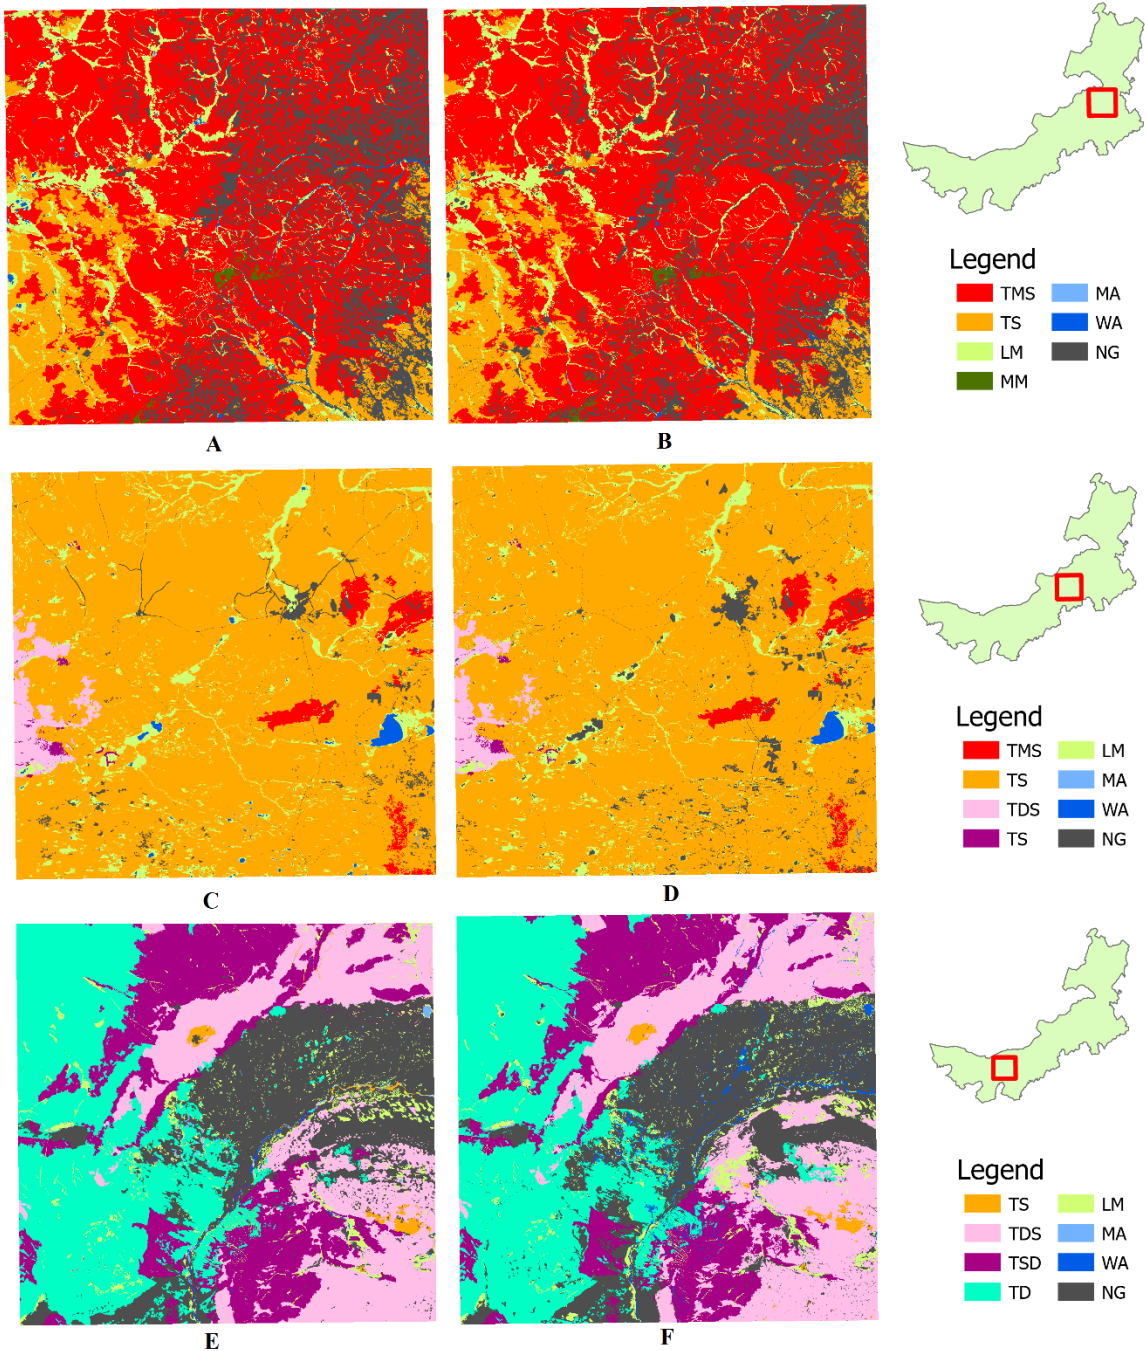 Legend
TMS MA
TS WA
LM NG
MM
A B
Legend
TMS LM
TS MA
TDS WA
TS NG
C D
Legend
TS LM
TDS MA
TSD WA
TD NG
E F